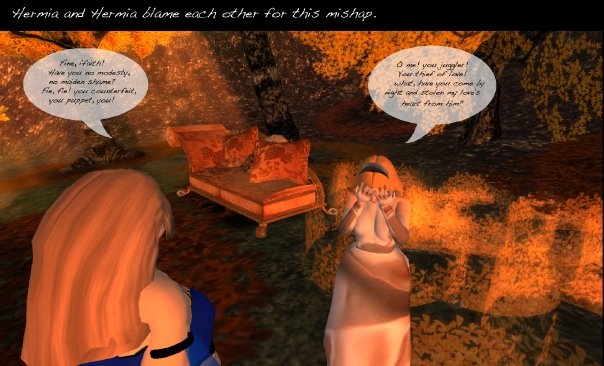 Hermia and Hermia blame each other for this mishap.
Fine, i'faith!
Have you no modesty,
no maiden shame?
Fie, fie! you counterfeit,
you puppet, you!
O me! you juggler!
You thief of love!
what, have you come by
night and stolen my love's
heart from him?